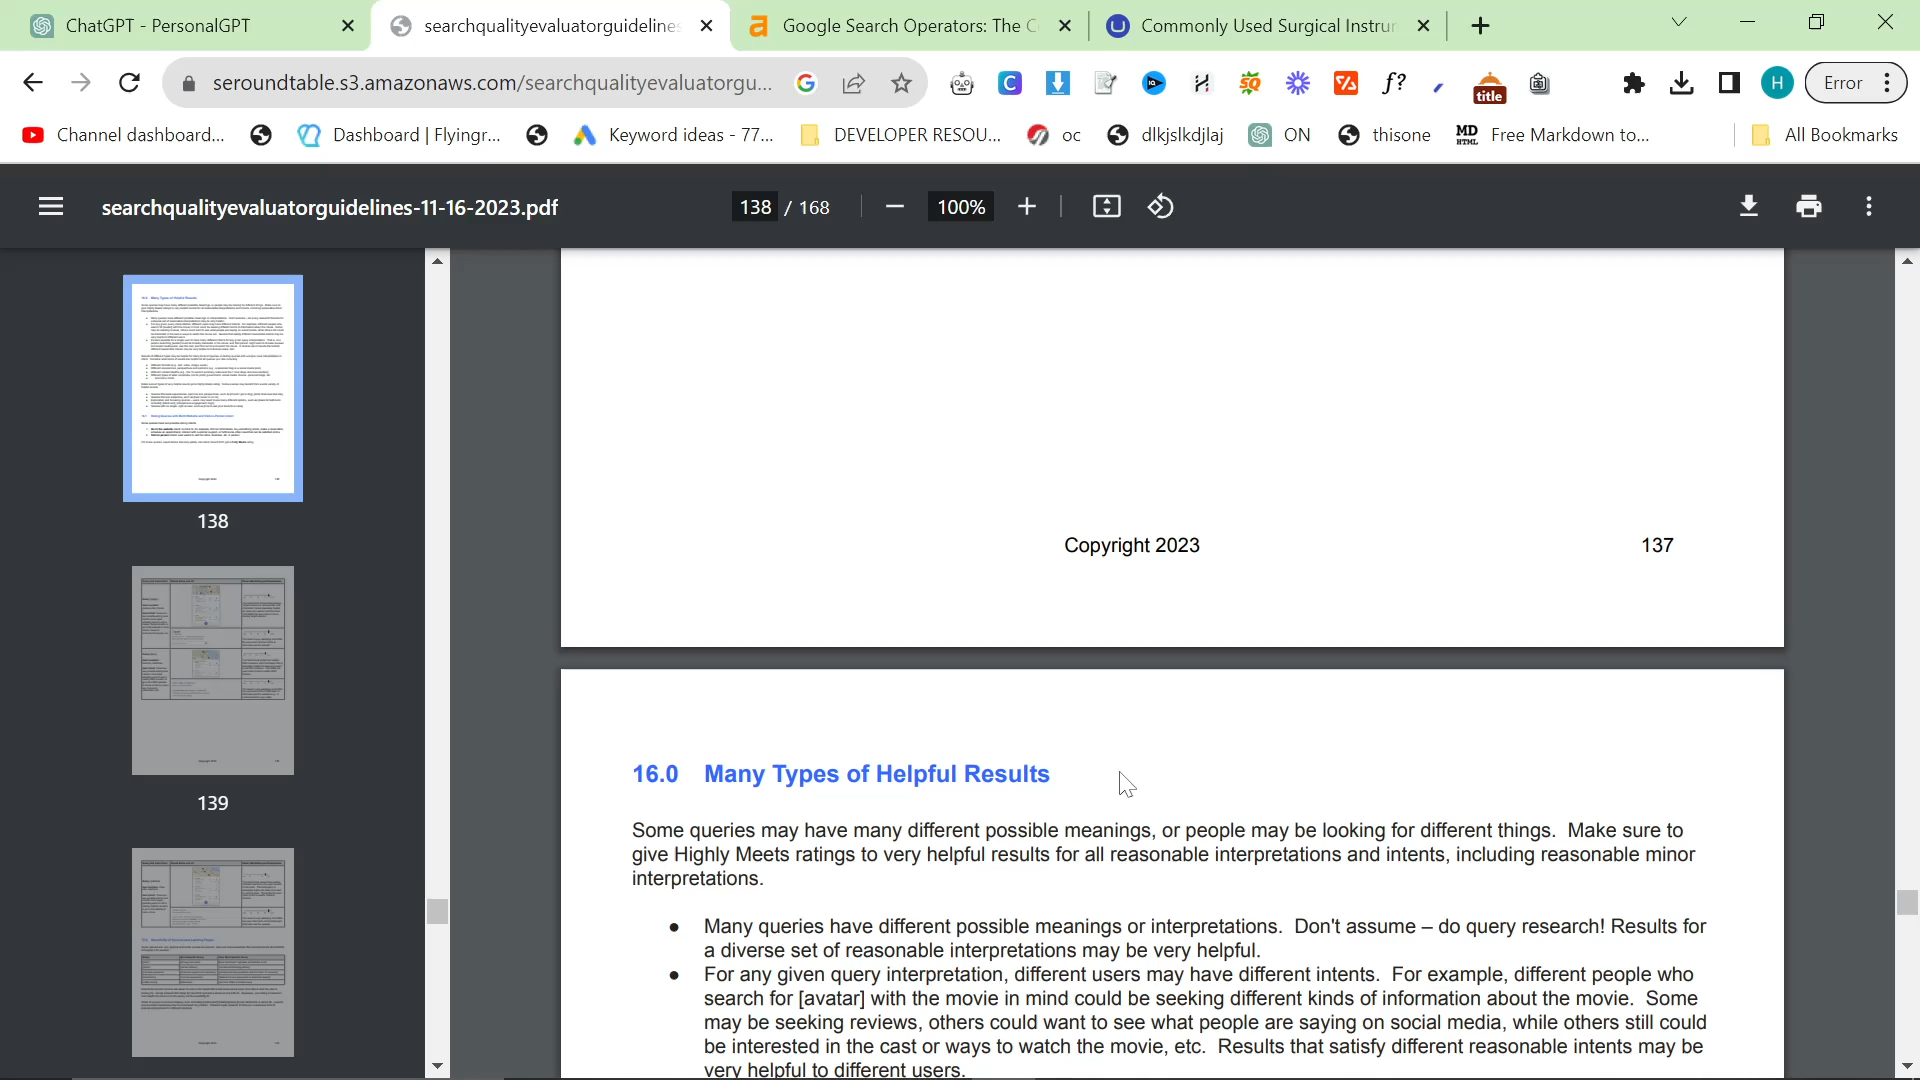 ChatGPT - PersonalGPT
searchqualityevaluatorguidelines
Google Search Operators: The C
Commonly Used Surgical Instrur
seroundtable.s3.amazonaws.com/searchqualityevaluatorgu...
title
H
Error
Channel dashboard...
Dashboard | Flyingr...
Keyword ideas - 77...
DEVELOPER RESOU...
oc
dlkjslkdjlaj
ON
thisone
MD
HTML
Free Markdown to...
All Bookmarks
searchqualityevaluatorguidelines-11-16-2023.pdf
138 / 168
100%
138
139
Copyright 2023 137
16.0 Many Types of Helpful Results
Some queries may have many different possible meanings, or people may be looking for different things. Make sure to
give Highly Meets ratings to very helpful results for all reasonable interpretations and intents, including reasonable minor
interpretations.
● Many queries have different possible meanings or interpretations. Don't assume – do query research! Results for
a diverse set of reasonable interpretations may be very helpful.
● For any given query interpretation, different users may have different intents. For example, different people who
search for [avatar] with the movie in mind could be seeking different kinds of information about the movie. Some
may be seeking reviews, others could want to see what people are saying on social media, while others still could
be interested in the cast or ways to watch the movie, etc. Results that satisfy different reasonable intents may be
very helpful to different users.